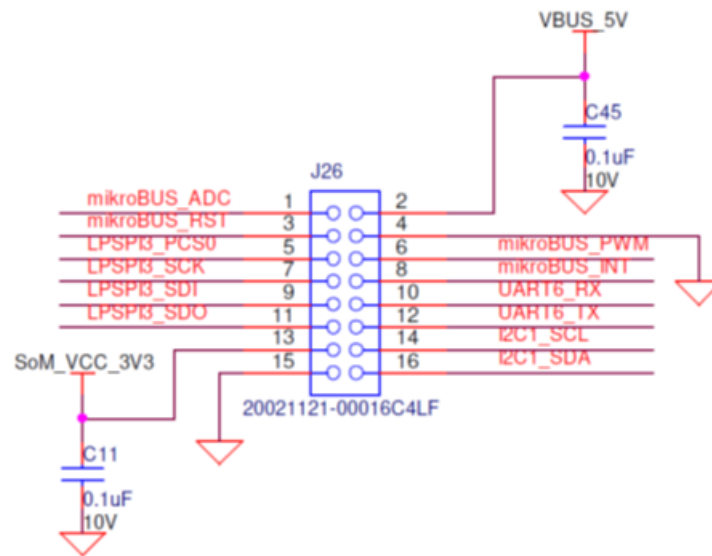 VBUS_5V
C45
0.1uF
10V
J26
mikroBUS_ADC 1 2
mikroBUS_RST 3 4
LPSPI3_PCS0 5 6 mikroBUS_PWM
LPSPI3_SCK 7 8 mikroBUS_INT
LPSPI3_SDI 9 10 UART6_RX
LPSPI3_SDO 11 12 UART6_TX
13 14 I2C1_SCL
15 16 I2C1_SDA
SoM_VCC_3V3
20021121-00016C4LF
C11
0.1uF
10V